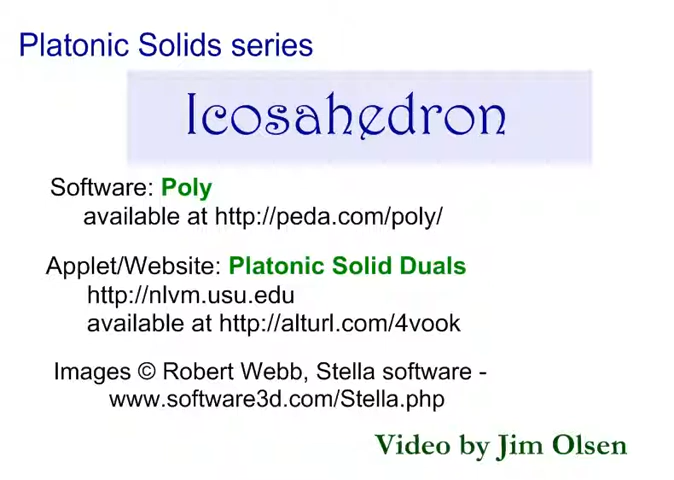 Platonic Solids series
Icosahedron
Software: Poly
available at http://peda.com/poly/
Applet/Website: Platonic Solid Duals
http://nlvm.usu.edu
available at http://alturl.com/4vook
Images © Robert Webb, Stella software -
www.software3d.com/Stella.php
Video by Jim Olsen